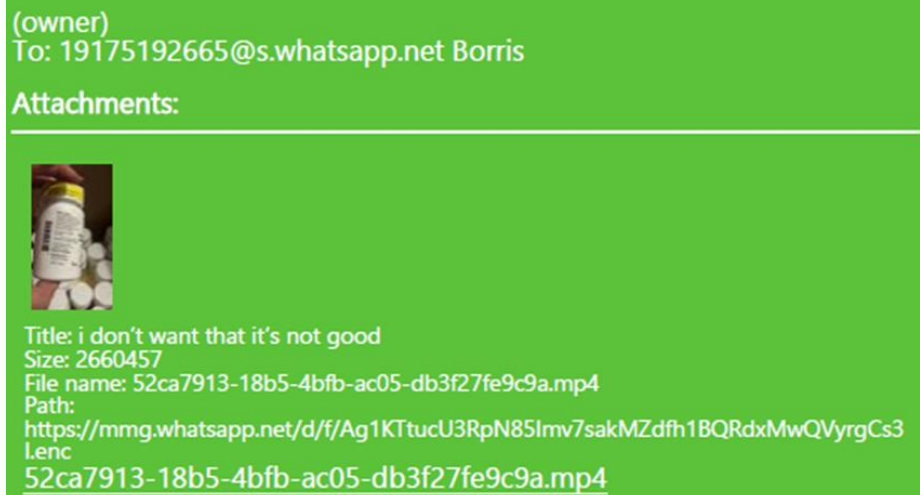 (owner)
To: 19175192665@s.whatsapp.net Borris
Attachments:
Title: i don't want that it's not good
Size: 2660457
File name: 52ca7913-18b5-4bfb-ac05-db3f27fe9c9a.mp4
Path:
https://mmg.whatsapp.net/d/f/Ag1KTtucU3RpN85Imv7sakMZdfh1BQRdxMwQVyrgCs3
l.enc
52ca7913-18b5-4bfb-ac05-db3f27fe9c9a.mp4